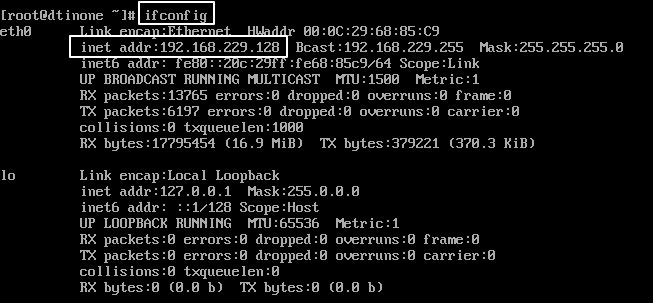 [root@dtinone ~]# ifconfig
eth0 Link encap:Ethernet HWaddr 00:0C:29:68:85:C9
inet addr:192.168.229.128 Bcast:192.168.229.255 Mask:255.255.255.0
inet6 addr: fe80::20c:29ff:fe68:85c9/64 Scope:Link
UP BROADCAST RUNNING MULTICAST MTU:1500 Metric:1
RX packets:13765 errors:0 dropped:0 overruns:0 frame:0
TX packets:6197 errors:0 dropped:0 overruns:0 carrier:0
collisions:0 txqueuelen:1000
RX bytes:17795454 (16.9 MiB) TX bytes:379221 (370.3 KiB)
lo Link encap:Local Loopback
inet addr:127.0.0.1 Mask:255.0.0.0
inet6 addr: ::1/128 Scope:Host
UP LOOPBACK RUNNING MTU:65536 Metric:1
RX packets:0 errors:0 dropped:0 overruns:0 frame:0
TX packets:0 errors:0 dropped:0 overruns:0 carrier:0
collisions:0 txqueuelen:0
RX bytes:0 (0.0 b) TX bytes:0 (0.0 b)